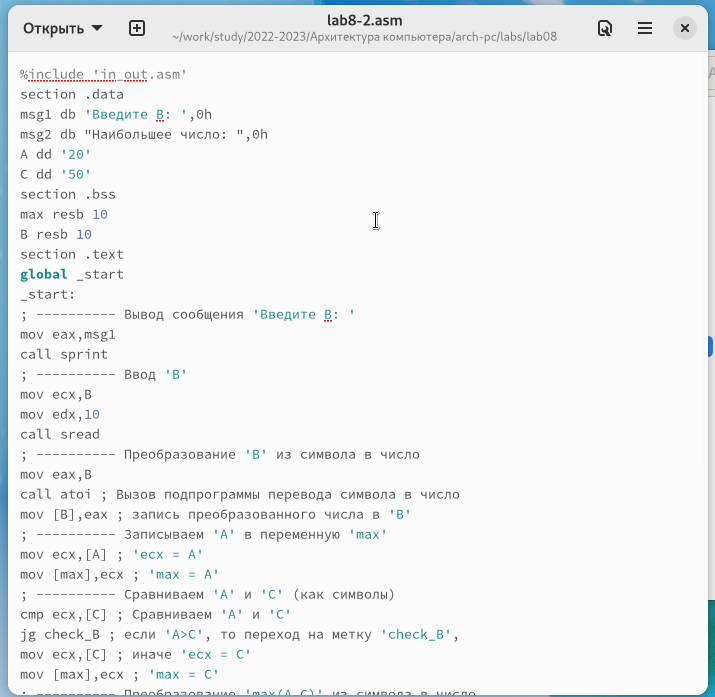 Открыть
lab8-2.asm
~/work/study/2022-2023/Архитектура компьютера/arch-pc/labs/lab08
%include 'in_out.asm'
section .data
msg1 db 'Введите B: ',0h
msg2 db "Наибольшее число: ",0h
A dd '20'
C dd '50'
section .bss
max resb 10
B resb 10
section .text
global _start
_start:
; ---------- Вывод сообщения 'Введите B: '
mov eax,msg1
call sprint
; ---------- Ввод 'B'
mov ecx,B
mov edx,10
call sread
; ---------- Преобразование 'B' из символа в число
mov eax,B
call atoi ; Вызов подпрограммы перевода символа в число
mov [B],eax ; запись преобразованного числа в 'B'
; ---------- Записываем 'A' в переменную 'max'
mov ecx,[A] ; 'ecx = A'
mov [max],ecx ; 'max = A'
; ---------- Сравниваем 'A' и 'С' (как символы)
cmp ecx,[C] ; Сравниваем 'A' и 'С'
jg check_B ; если 'A>C', то переход на метку 'check_B',
mov ecx,[C] ; иначе 'ecx = C'
mov [max],ecx ; 'max = C'
; ---------- Преобразование 'max(A,C)' из символа в число